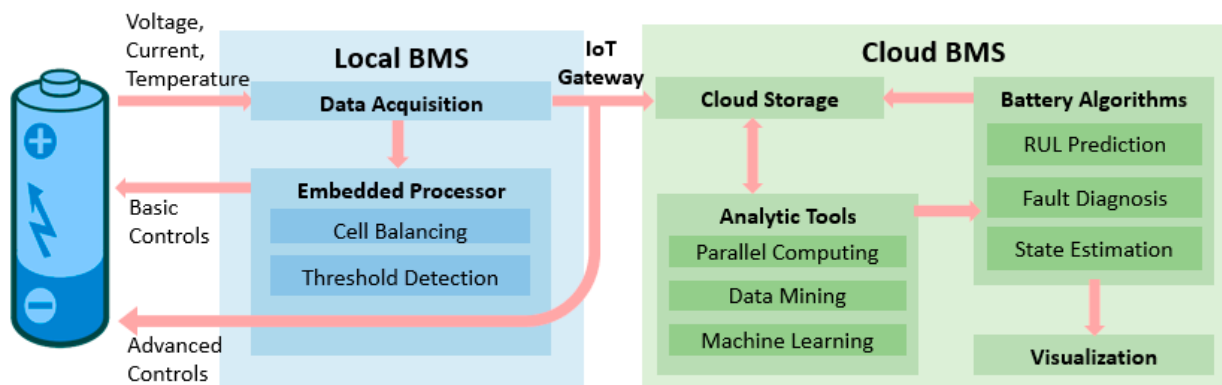 Voltage,
Current,
Temperature
Local BMS
Data Acquisition
Embedded Processor
Cell Balancing
Threshold Detection
Basic
Controls
Advanced
Controls
IoT
Gateway
Cloud BMS
Cloud Storage
Analytic Tools
Parallel Computing
Data Mining
Machine Learning
Battery Algorithms
RUL Prediction
Fault Diagnosis
State Estimation
Visualization